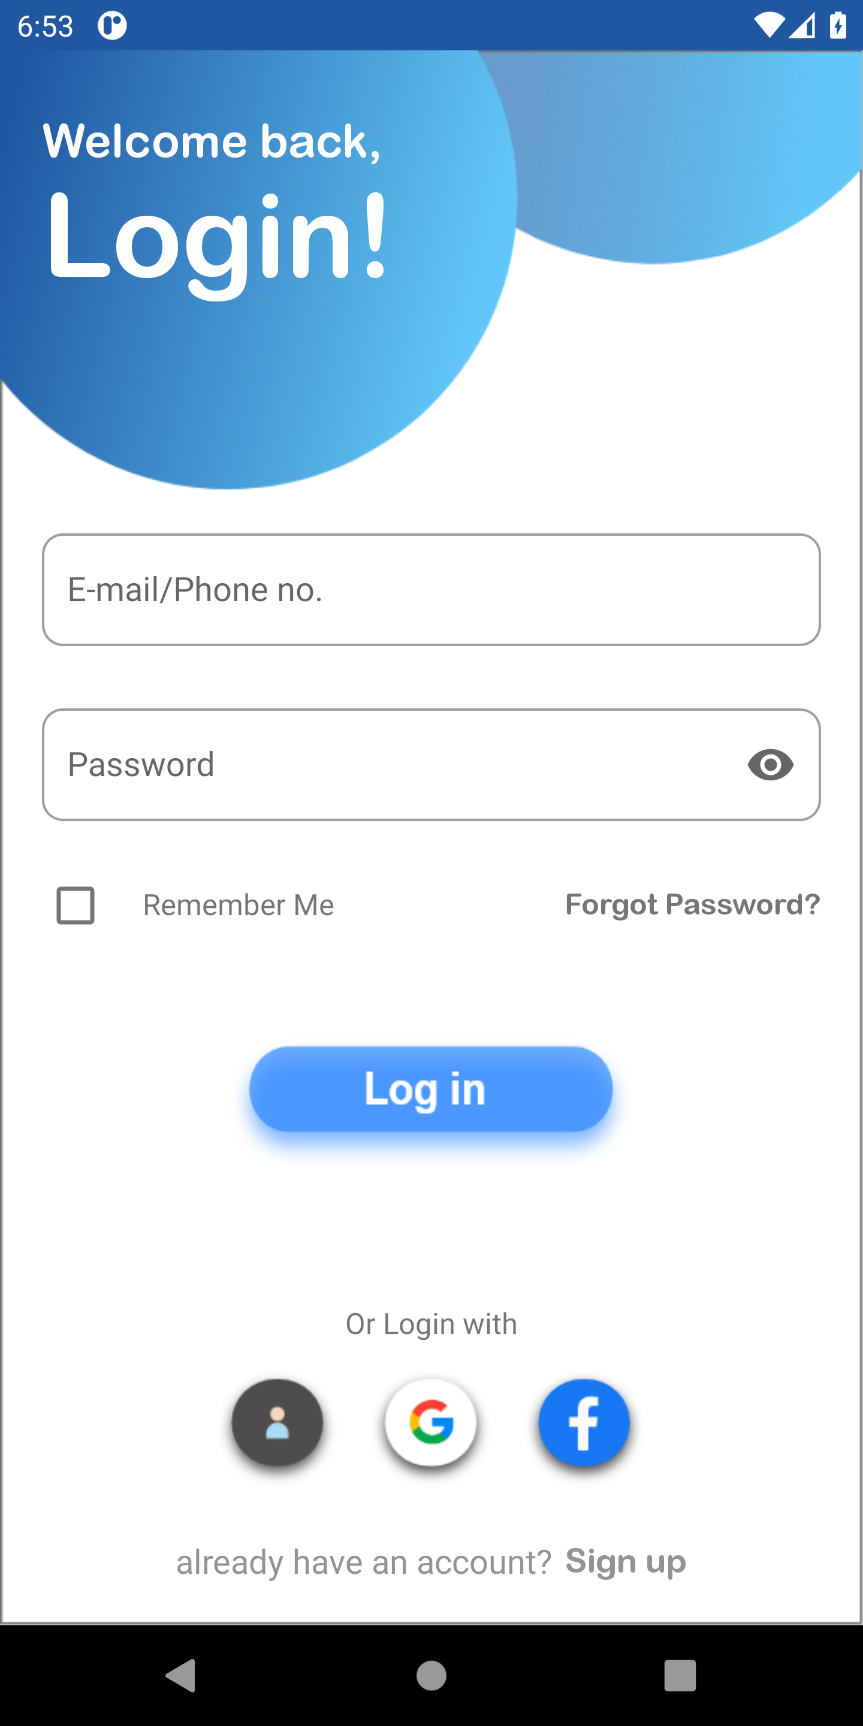 6:53
Welcome back,
Login!
E-mail/Phone no.
Password
Remember Me
Forgot Password?
Log in
Or Login with
already have an account? Sign up